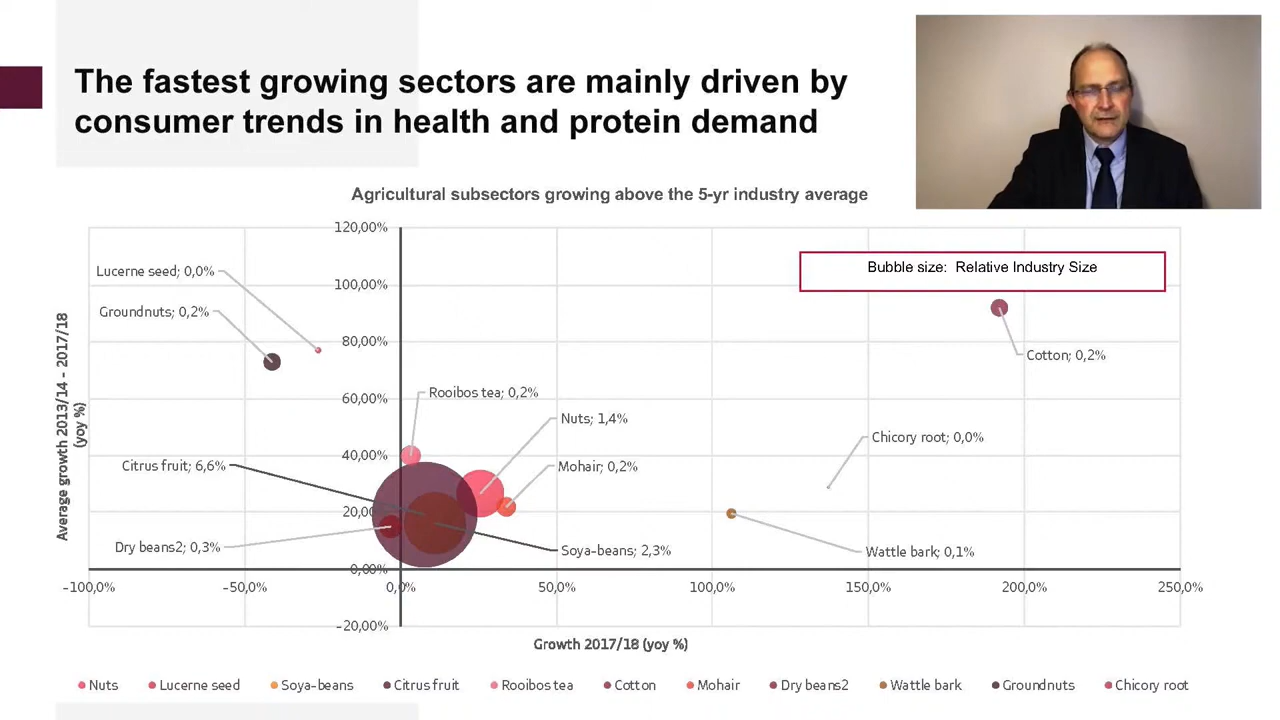 The fastest growing sectors are mainly driven by
consumer trends in health and protein demand
Agricultural subsectors growing above the 5-yr industry average
Bubble size: Relative Industry Size
Average growth 2013/14 - 2017/18
(yoy %)
120,00%
100,00%
80,00%
60,00%
40,00%
20,00%
0,00%
-20,00%
Lucerne seed; 0,0%
Groundnuts; 0,2%
Cotton; 0,2%
Rooibos tea; 0,2%
Nuts; 1,4%
Chicory root; 0,0%
Citrus fruit; 6,6%
Mohair; 0,2%
Dry beans2; 0,3%
Soya-beans; 2,3%
Wattle bark; 0,1%
-100,0% -50,0% 0,0% 50,0% 100,0% 150,0% 200,0% 250,0%
Growth 2017/18 (yoy %)
Nuts Lucerne seed Soya-beans Citrus fruit Rooibos tea Cotton Mohair Dry beans2 Wattle bark Groundnuts Chicory root